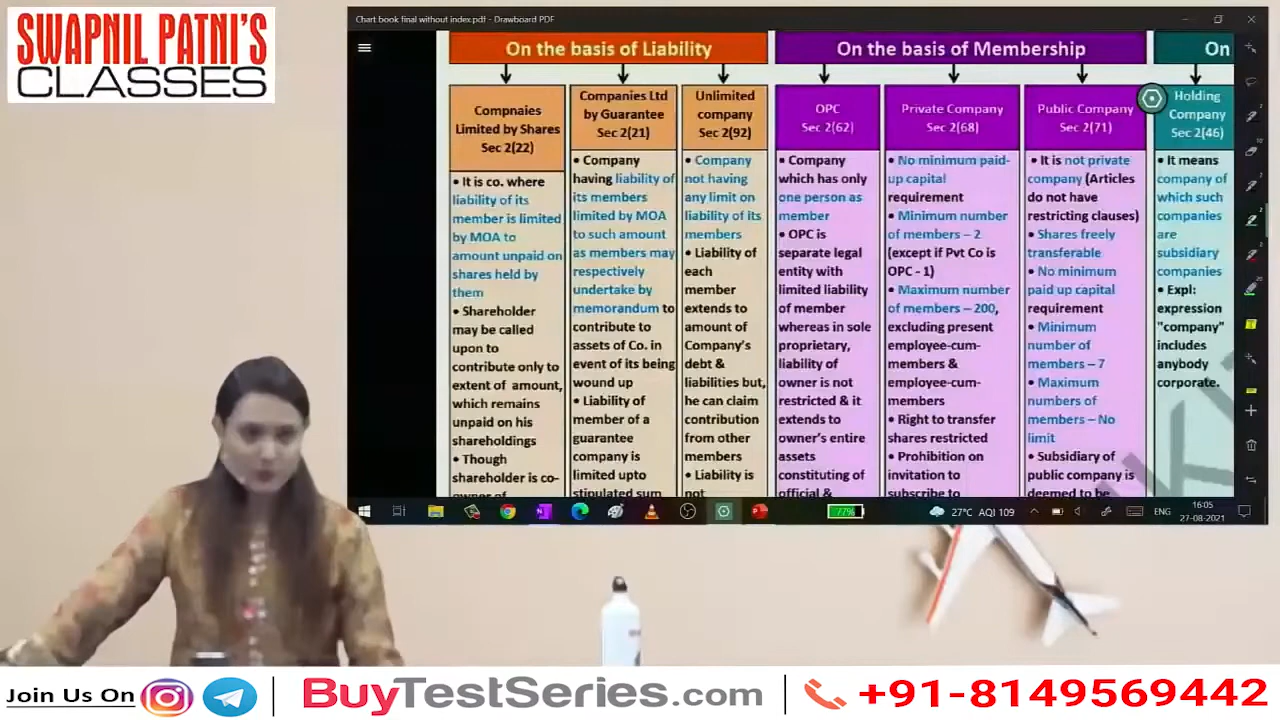 SWAPNIL PATNI'S
CLASSES
Chart book final without index.pdf - Drawboard PDF
On the basis of Liability
On the basis of Membership
On
Compnaies
Limited by Shares
Sec 2(22)
• It is co. where
liability of its
member is limited
by MOA to
amount unpaid on
shares held by
them
• Shareholder
may be called
upon to
contribute only to
extent of amount,
which remains
unpaid on his
shareholdings
• Though
shareholder is co-
owner of
Companies Ltd
by Guarantee
Sec 2(21)
• Company
having liability of
its members
limited by MOA
to such amount
as members may
respectively
undertake by
memorandum to
contribute to
assets of Co. in
event of its being
wound up
• Liability of
member of a
guarantee
company is
limited upto
stipulated sum
Unlimited
company
Sec 2(92)
• Company
not having
any limit on
liability of its
members
• Liability of
each
member
extends to
amount of
Company's
debt &
liabilities but,
he can claim
contribution
from other
members
• Liability is
not
OPC
Sec 2(62)
• Company
which has only
one person as
member
• OPC is
separate legal
entity with
limited liability
of member
whereas in sole
proprietary,
liability of
owner is not
restricted & it
extends to
owner's entire
assets
constituting of
official &
Private Company
Sec 2(68)
• No minimum paid-
up capital
requirement
• Minimum number
of members – 2
(except if Pvt Co is
OPC - 1)
• Maximum number
of members – 200,
excluding present
employee-cum-
members &
employee-cum-
members
• Right to transfer
shares restricted
• Prohibition on
invitation to
subscribe to
Public Company
Sec 2(71)
• It is not private
company (Articles
do not have
restricting clauses)
• Shares freely
transferable
• No minimum
paid up capital
requirement
• Minimum
number of
members – 7
• Maximum
numbers of
members – No
limit
• Subsidiary of
public company is
deemed to be
Holding
Company
Sec 2(46)
• It means
company of
which such
companies
are
subsidiary
companies
• Expl:
expression
"company"
includes
anybody
corporate.
77%
27°C AQI 109
ENG
16:05
27-08-2021
Join Us On
BuyTestSeries.com
+91-8149569442